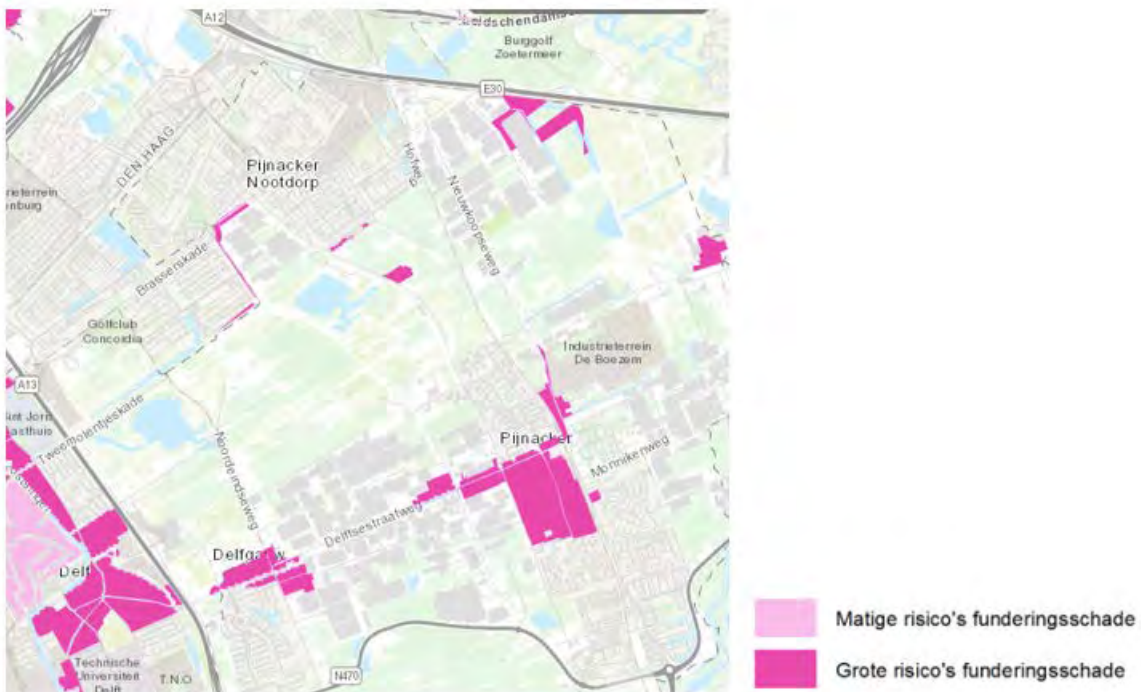 A12
Burggolf
Zoetermeer
E30
DEN HAAG
Pijnacker
Nootdorp
Hofweg
Nieuwkoopseweg
Brasserskade
Golfclub
Concordia
Industrieterrein
De Boezem
A13
Tweemolentjeskade
Pijnacker
Monnikenweg
Noordeindseweg
Delftsestraatweg
Delfgauw
Delf
Technische
Universiteit
Delft
T.N.O
N470
Matige risico's funderingsschade
Grote risico's funderingsschade